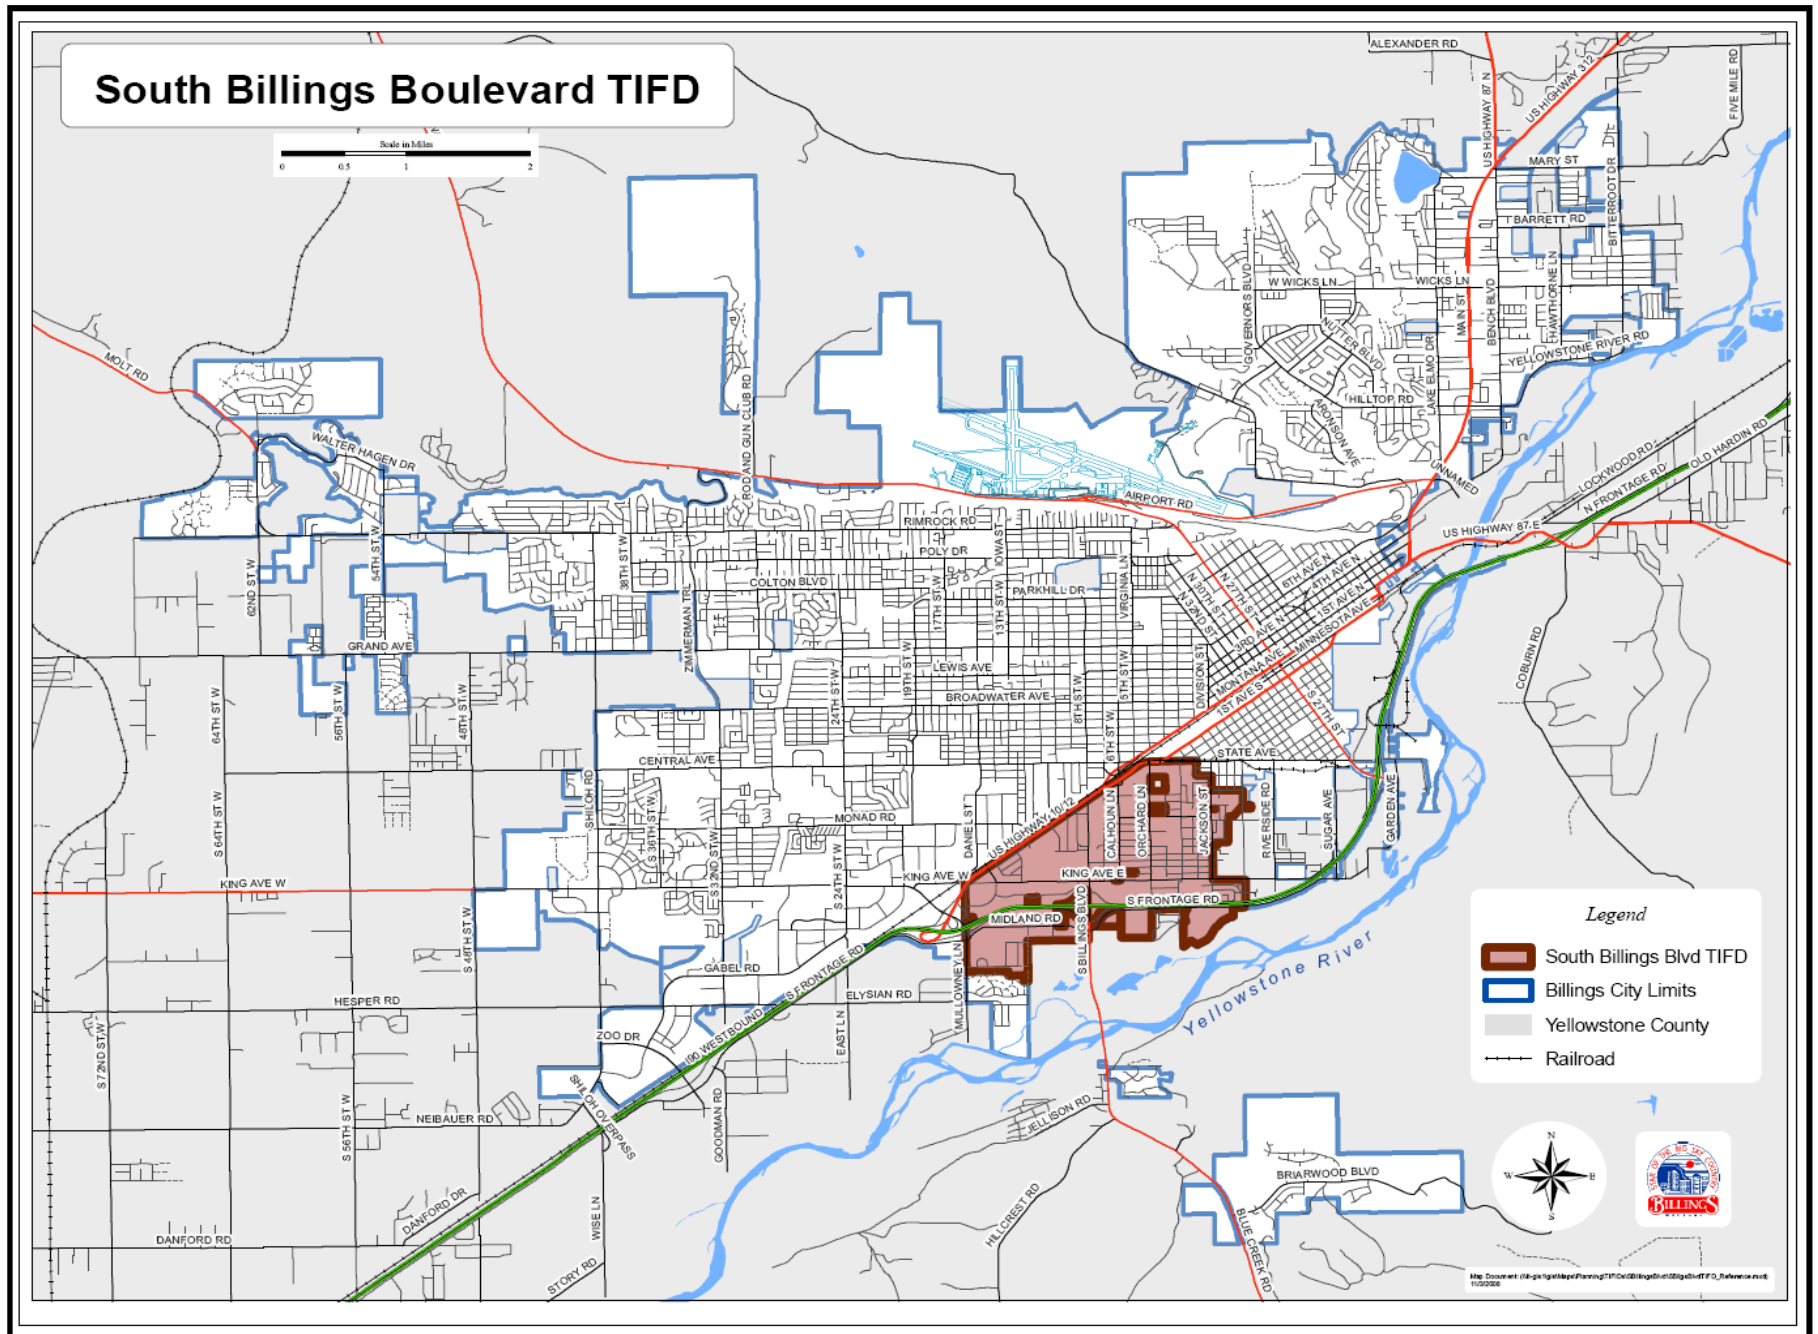 South Billings Boulevard TIFD
Scale in Miles
0 0.5 1 2
ALEXANDER RD
US HIGHWAY 87 N
US HIGHWAY 312
FIVE MILE RD
MARY ST
BITTERROOT DR
BARRETT RD
GOVERNORS BLVD
W WICKS LN
WICKS LN
MAIN ST
BENCH BLVD
HAWTHORNE LN
NUTTER BLVD
LAKE ELMO DR
YELLOWSTONE RIVER RD
HILLTOP RD
ARONSON AVE
MOLT RD
ROD AND GUN CLUB RD
WALTER HAGEN DR
UNNAMED
LOCKWOOD RD
N FRONTAGE RD
OLD HARDIN RD
AIRPORT RD
US HIGHWAY 87 E
RIMROCK RD
POLY DR
IOWA ST
62ND ST W
54TH ST W
38TH ST W
ZIMMERMAN TRL
COLTON BLVD
17TH ST W
13TH ST W
PARKHILL DR
VIRGINIA LN
N 32ND ST
N 30TH ST
N 27TH ST
6TH AVE N
4TH AVE N
3RD AVE N
1ST AVE N
MINNESOTA AVE
MONTANA AVE
1ST AVE S
S 27TH ST
COBURN RD
GRAND AVE
LEWIS AVE
BROADWATER AVE
19TH ST W
24TH ST W
8TH ST W
5TH ST W
6TH ST W
DIVISION ST
64TH ST W
56TH ST W
48TH ST W
CENTRAL AVE
STATE AVE
SHILOH RD
S 64TH ST W
S 36TH ST W
S 32ND ST W
MONAD RD
S 24TH ST W
DANIEL ST
US HIGHWAY 10/12
CALHOUN LN
ORCHARD LN
JACKSON ST
RIVERSIDE RD
SUGAR AVE
GARDEN AVE
KING AVE W
KING AVE W
KING AVE E
MIDLAND RD
S BILLINGS BLVD
S FRONTAGE RD
S 48TH ST W
GABEL RD
S FRONTAGE RD
ELYSIAN RD
MULLOWNEY LN
HESPER RD
ZOO DR
I90 WESTBOUND
EAST LN
S 72ND ST W
S 56TH ST W
NEIBAUER RD
SHILOH OVERPASS
GOODMAN RD
JELLISON RD
Yellowstone River
DANFORD RD
DANFORD DR
WISE LN
STORY RD
HILLCREST RD
BLUE CREEK RD
BRIARWOOD BLVD
Legend
South Billings Blvd TIFD
Billings City Limits
Yellowstone County
Railroad
N
W E
S
STAR OF THE BIG SKY COUNTRY
BILLINGS
11/3/2006